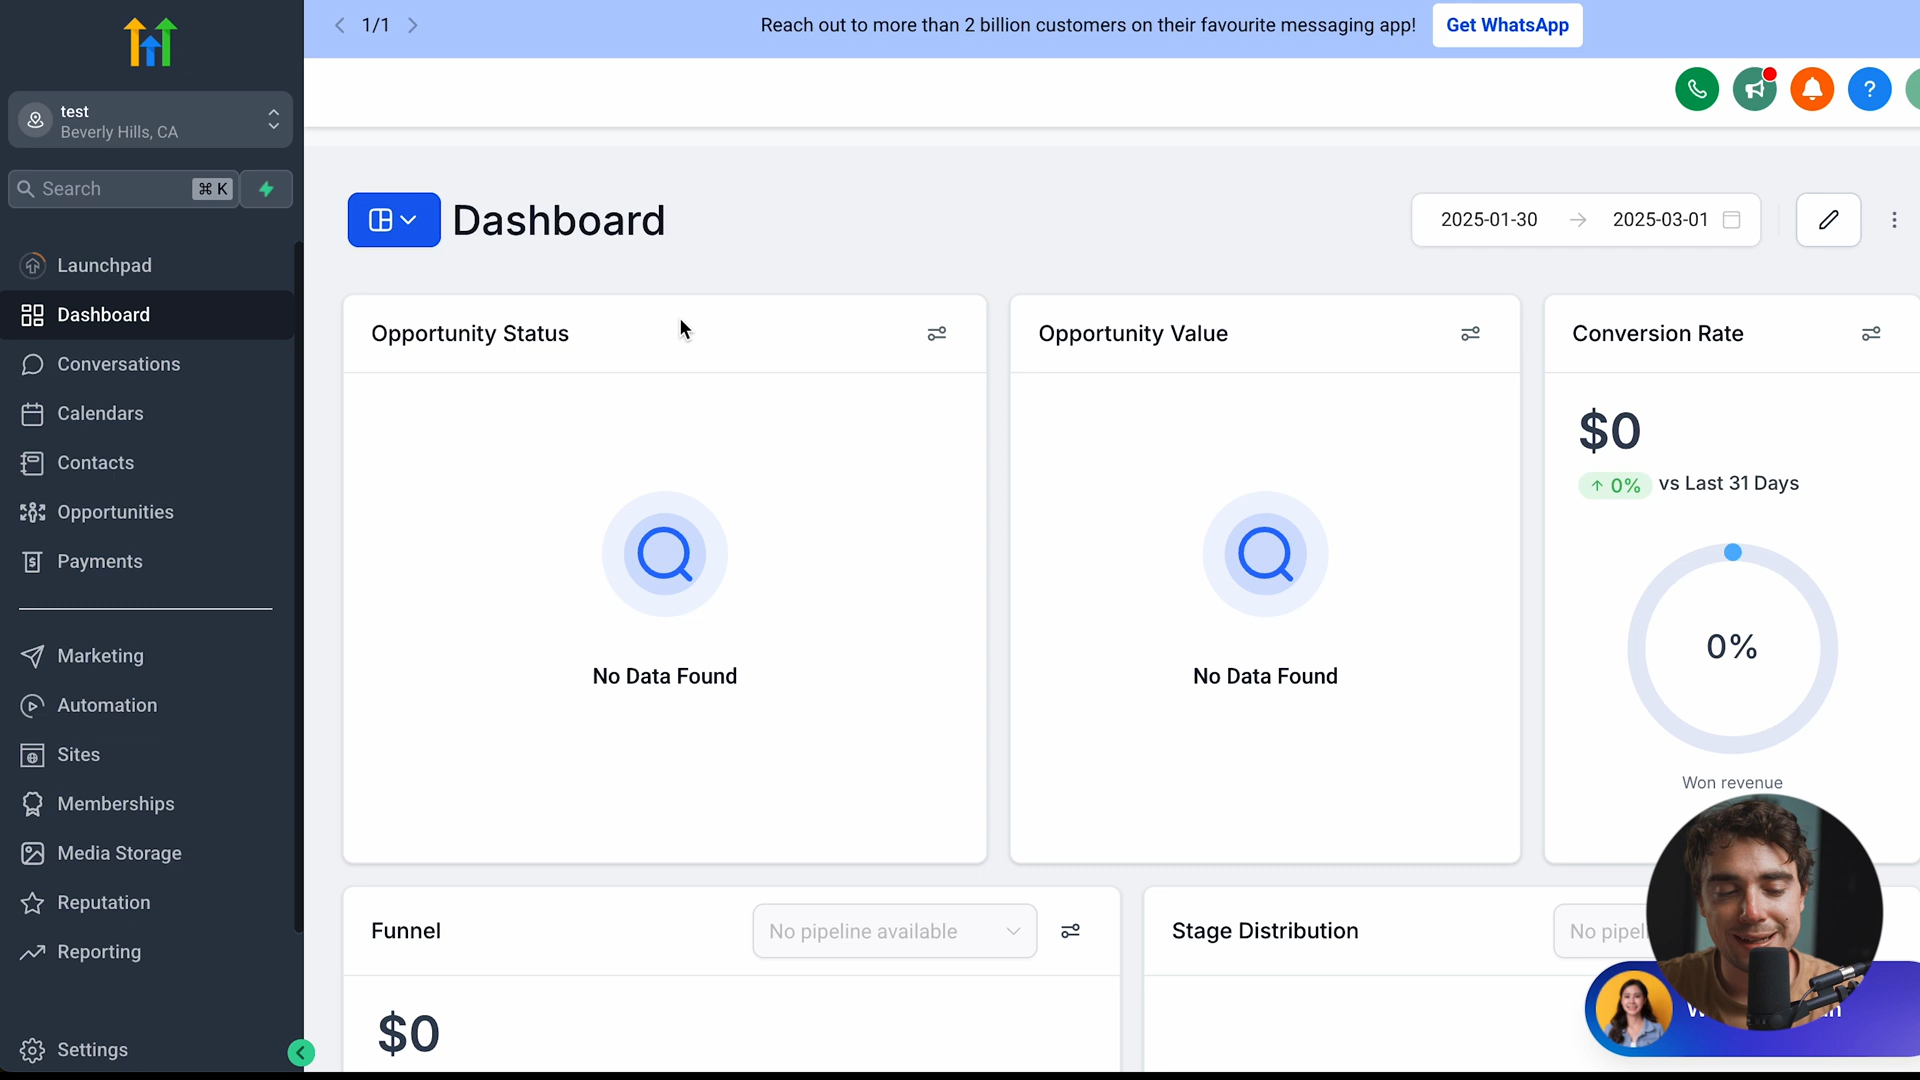 1/1
Reach out to more than 2 billion customers on their favourite messaging app!
Get WhatsApp
test
Beverly Hills, CA
Search
⌘ K
?
Launchpad
Dashboard
Conversations
Calendars
Contacts
Opportunities
Payments
Marketing
Automation
Sites
Memberships
Media Storage
Reputation
Reporting
Settings
Dashboard
2025-01-30 → 2025-03-01
Opportunity Status
No Data Found
Opportunity Value
No Data Found
Conversion Rate
$0
↑ 0% vs Last 31 Days
0%
Won revenue
Funnel
No pipeline available
$0
Stage Distribution
No pipel